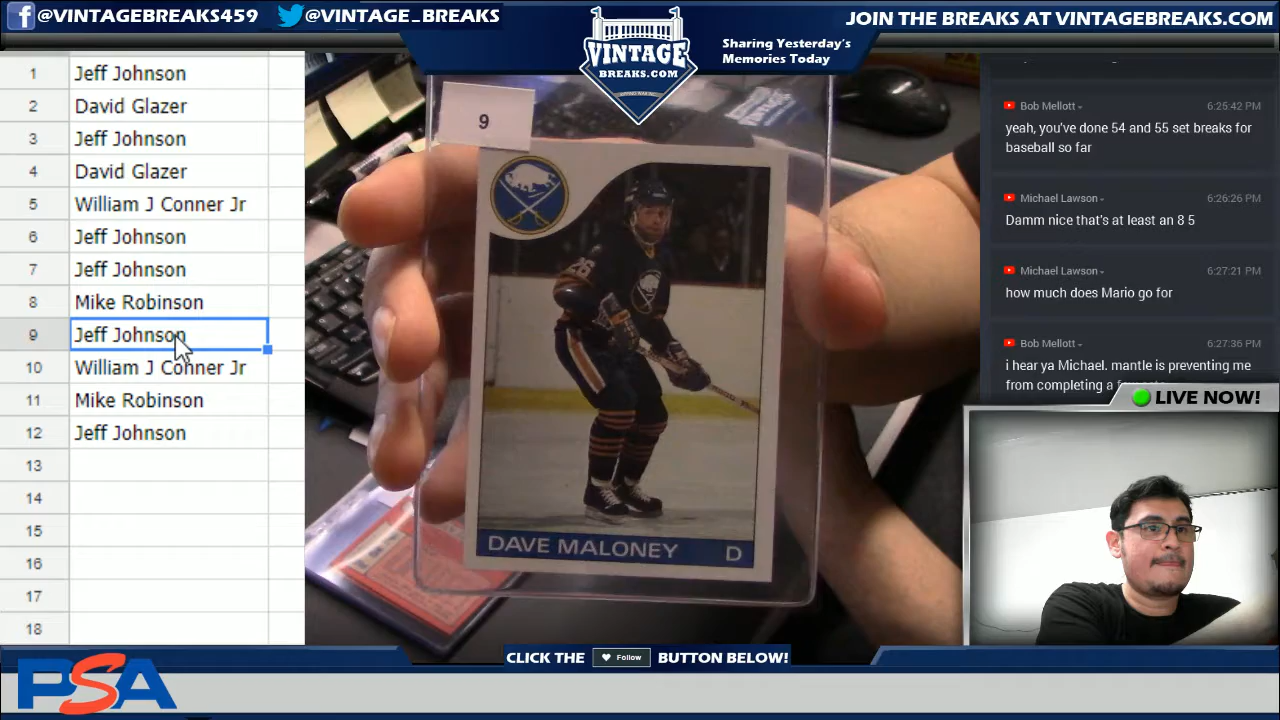 @VINTAGEBREAKS459
@VINTAGE_BREAKS
VINTAGE
BREAKS.COM
Sharing Yesterday's
Memories Today
JOIN THE BREAKS AT VINTAGEBREAKS.COM
1 Jeff Johnson
2 David Glazer
3 Jeff Johnson
4 David Glazer
5 William J Conner Jr
6 Jeff Johnson
7 Jeff Johnson
8 Mike Robinson
9 Jeff Johnson
10 William J Conner Jr
11 Mike Robinson
12 Jeff Johnson
13
14
15
16
17
18
9
26
DAVE MALONEY D
Bob Mellott 6:25:42 PM
yeah, you've done 54 and 55 set breaks for
baseball so far
Michael Lawson 6:26:26 PM
Damm nice that's at least an 8 5
Michael Lawson 6:27:21 PM
how much does Mario go for
Bob Mellott 6:27:36 PM
i hear ya Michael. mantle is preventing me
from completing a
LIVE NOW!
PSA
CLICK THE Follow BUTTON BELOW!